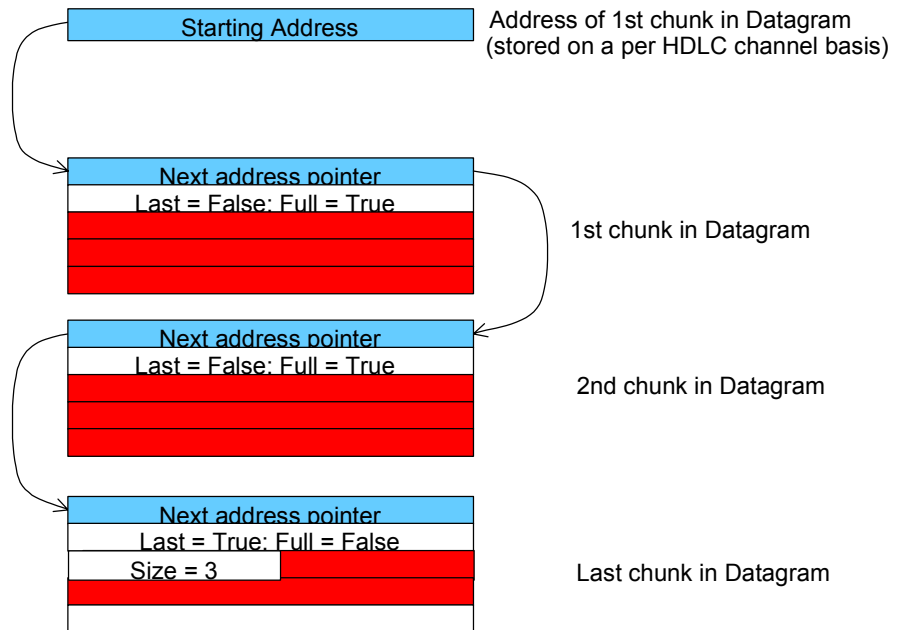 Starting Address
Address of 1st chunk in Datagram
(stored on a per HDLC channel basis)
Next address pointer
Last = False: Full = True
1st chunk in Datagram
Next address pointer
Last = False: Full = True
2nd chunk in Datagram
Next address pointer
Last = True: Full = False
Size = 3
Last chunk in Datagram